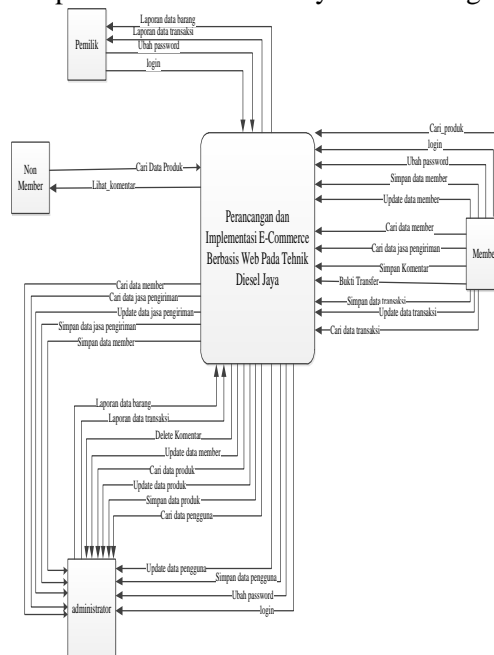 Laporan data barang
Laporan data transaksi
Ubah password
login
Pemilik
Non
Member
Cari Data Produk
Lihat_komentar
Perancangan dan
Implementasi E-Commerce
Berbasis Web Pada Tehnik
Diesel Jaya
Cari_produk
login
Ubah password
Simpan data member
Update data member
Cari data member
Cari data jasa pengiriman
Simpan Komentar
Bukti Transfer
Simpan data transaksi
Update data transaksi
Cari data transaksi
Member
Cari data member
Cari data jasa pengiriman
Update data jasa pengiriman
Simpan data jasa pengiriman
Simpan data member
Laporan data barang
Laporan data transaksi
Delete Komentar
Update data member
Cari data produk
Update data produk
Simpan data produk
Cari data pengguna
Update data pengguna
Simpan data pengguna
Ubah password
login
administrator